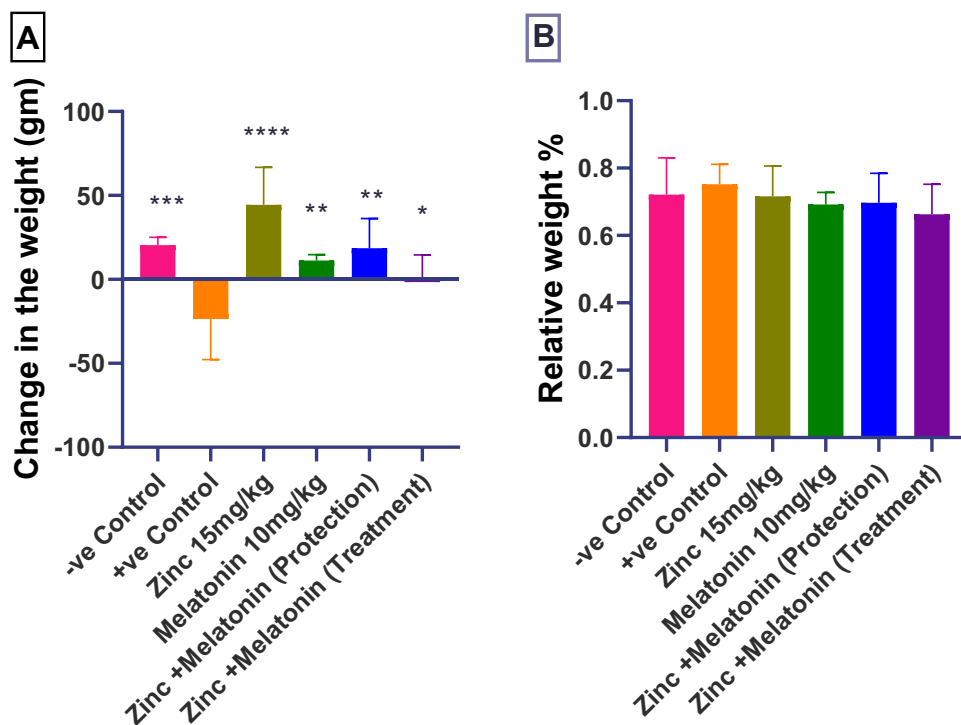 A
Change in the weight (gm)
100
50
0
-50
-100
***
****
**
**
*
-ve Control
+ve Control
Zinc 15mg/kg
Melatonin 10mg/kg
Zinc +Melatonin (Protection)
Zinc +Melatonin (Treatment)
B
Relative weight %
1.0
0.8
0.6
0.4
0.2
0.0
-ve Control
+ve Control
Zinc 15mg/kg
Melatonin 10mg/kg
Zinc +Melatonin (Protection)
Zinc +Melatonin (Treatment)